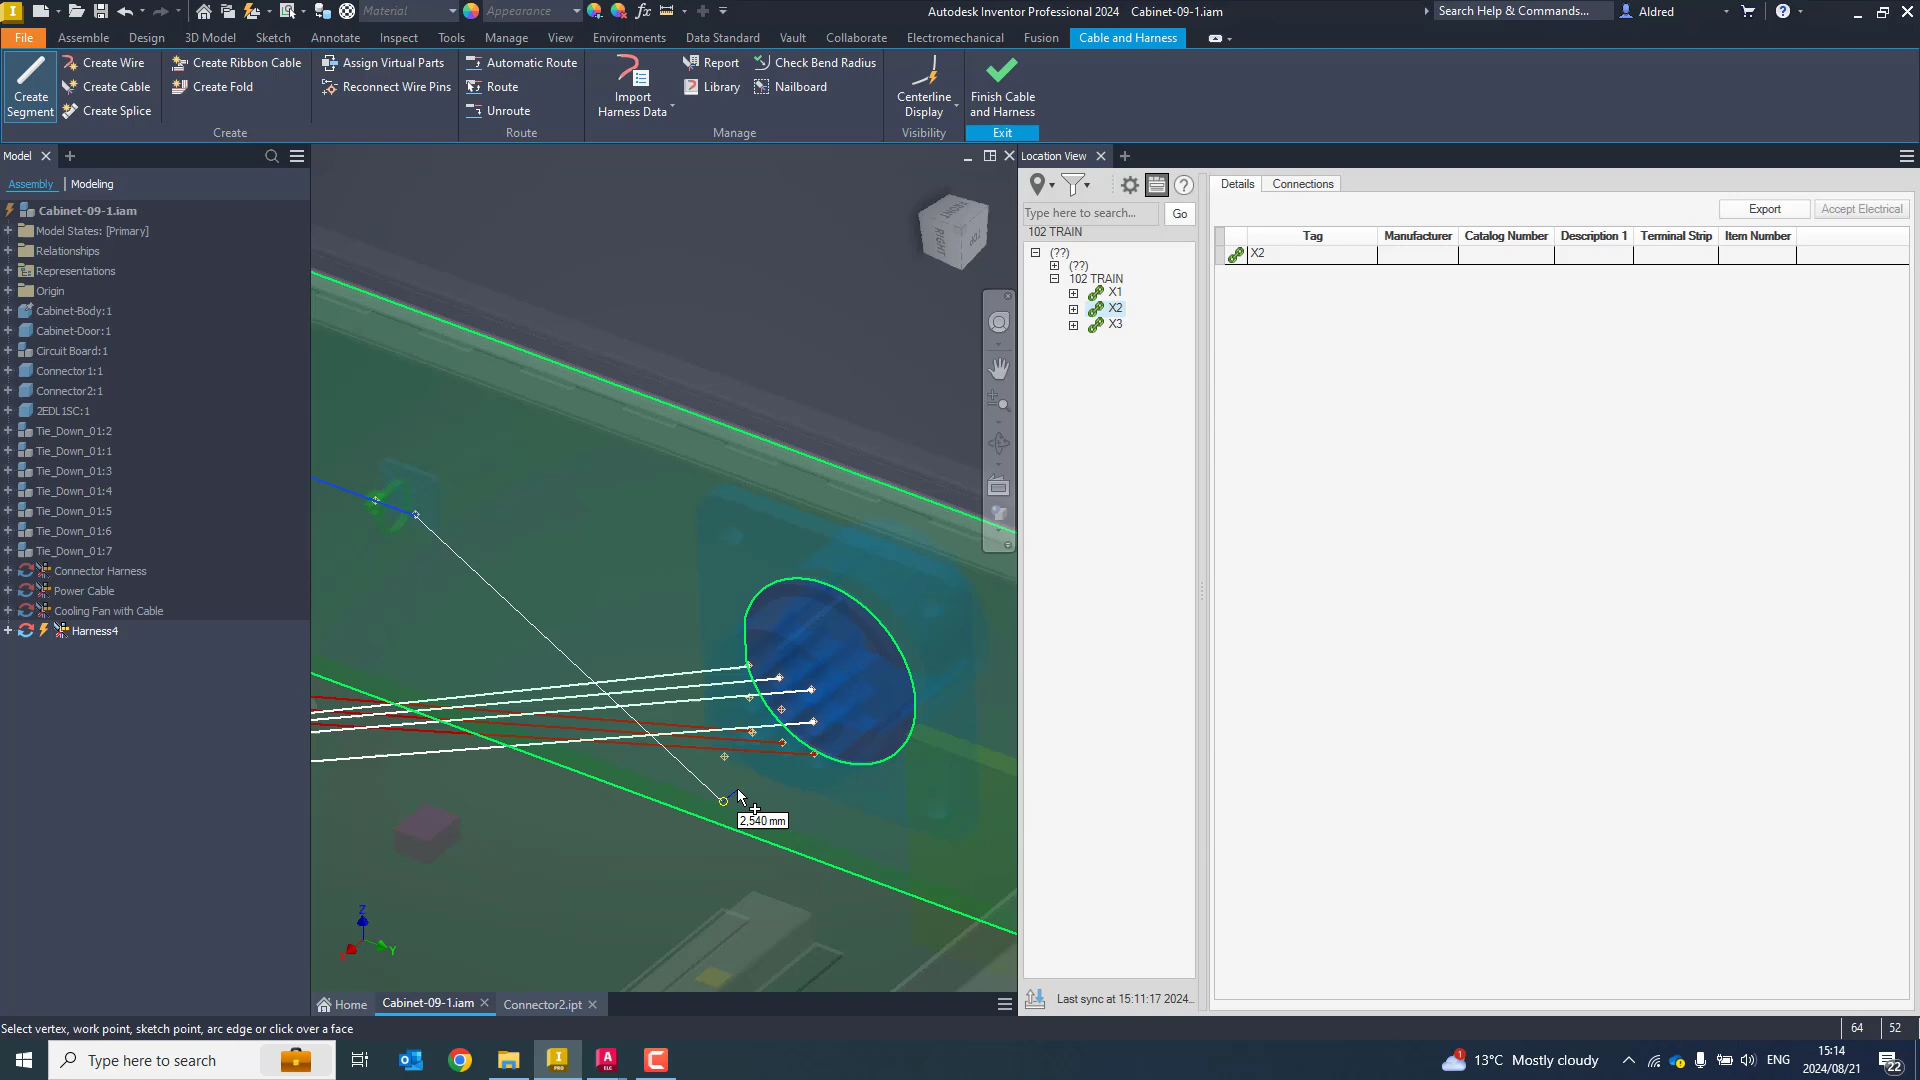 Material
Appearance
Autodesk Inventor Professional 2024 Cabinet-09-1.iam
Search Help & Commands...
Aldred
File
Assemble
Design
3D Model
Sketch
Annotate
Inspect
Tools
Manage
View
Environments
Data Standard
Vault
Collaborate
Electromechanical
Fusion
Cable and Harness
Create Segment
Create Wire
Create Cable
Create Splice
Create Ribbon Cable
Create Fold
Create
Assign Virtual Parts
Reconnect Wire Pins
Automatic Route
Route
Unroute
Route
Import Harness Data
Report
Library
Check Bend Radius
Nailboard
Manage
Centerline Display
Visibility
Finish Cable and Harness
Exit
Model
Assembly | Modeling
Cabinet-09-1.iam
Model States: [Primary]
Relationships
Representations
Origin
Cabinet-Body:1
Cabinet-Door:1
Circuit Board:1
Connector1:1
Connector2:1
2EDL1SC:1
Tie_Down_01:2
Tie_Down_01:1
Tie_Down_01:3
Tie_Down_01:4
Tie_Down_01:5
Tie_Down_01:6
Tie_Down_01:7
Connector Harness
Power Cable
Cooling Fan with Cable
Harness4
FRONT
RIGHT
TOP
2,540 mm
Z
X
Y
Home
Cabinet-09-1.iam
Connector2.ipt
Location View
Type here to search...
Go
102 TRAIN
(??)
(??)
102 TRAIN
X1
X2
X3
Last sync at 15:11:17 2024...
Details
Connections
Export
Accept Electrical
Tag
Manufacturer
Catalog Number
Description 1
Terminal Strip
Item Number
X2
Select vertex, work point, sketch point, arc edge or click over a face
64
52
Type here to search
13°C Mostly cloudy
ENG
15:14
2024/08/21
22